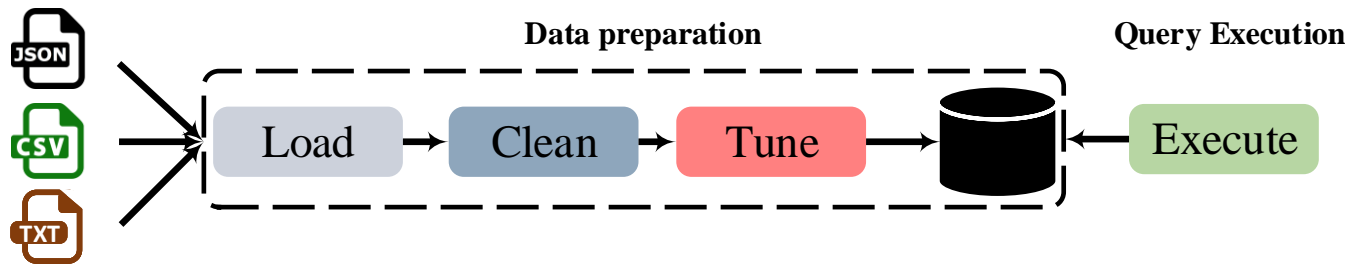 Data preparation
Query Execution
JSON
CSV
TXT
Load
Clean
Tune
Execute